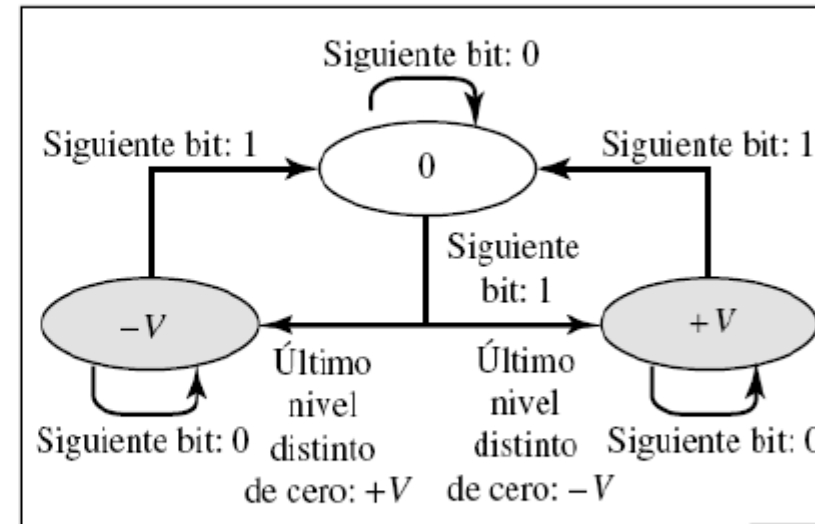 Siguiente bit: 0
Siguiente bit: 1
0
Siguiente bit: 1
Siguiente
bit: 1
−V
+V
Último
nivel
distinto
de cero: +V
Último
nivel
distinto
de cero: −V
Siguiente bit: 0
Siguiente bit: 0